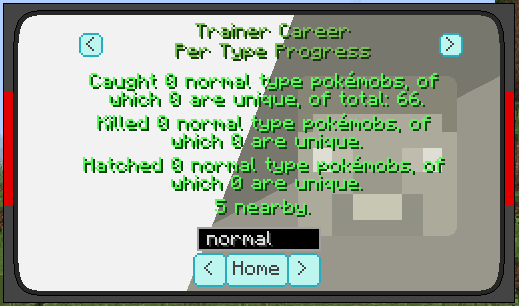 Trainer Career
Per Type Progress
Caught 0 normal type pokémobs, of
which 0 are unique, of total: 66.
Killed 0 normal type pokémobs, of
which 0 are unique.
Hatched 0 normal type pokémobs, of
which 0 are unique.
5 nearby.
normal
< Home >